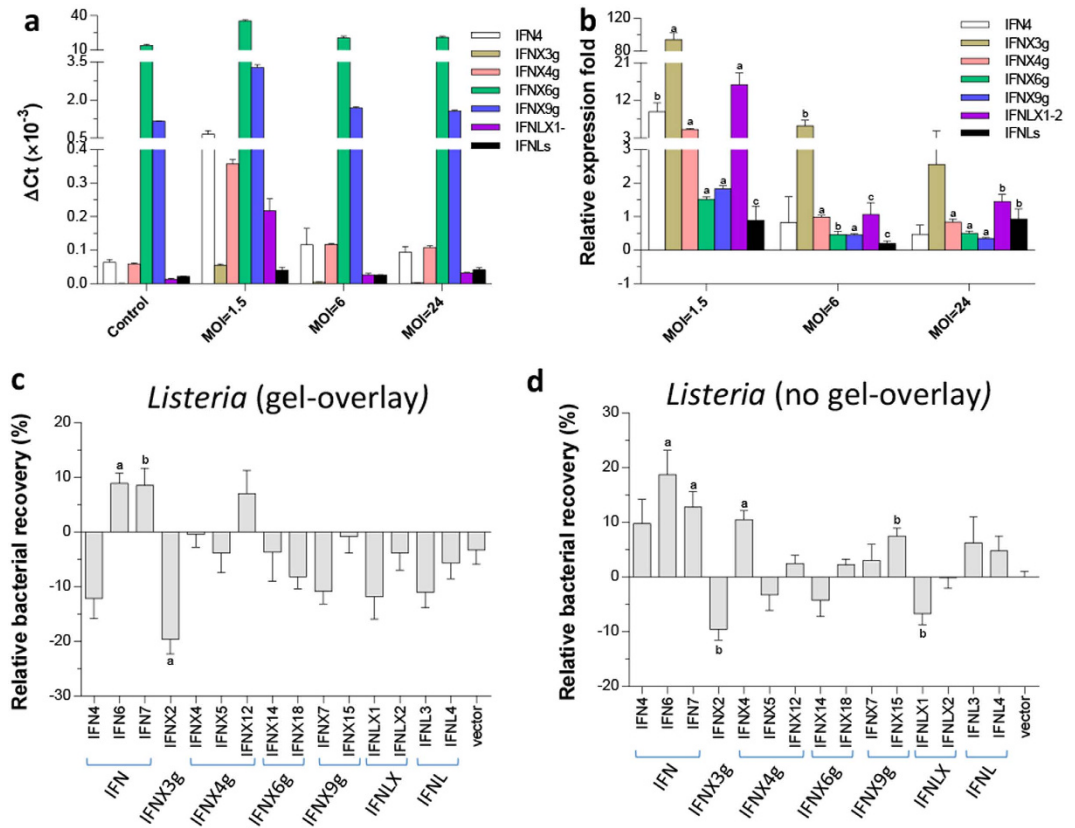 a
ΔCt (×10⁻³)
40
10
3.5
2.0
0.5
0.4
0.3
0.2
0.1
0.0
Control
MOI=1.5
MOI=6
MOI=24
IFN4
IFNX3g
IFNX4g
IFNX6g
IFNX9g
IFNLX1-
IFNLs
b
Relative expression fold
100
80
21
12
3
3
2
1
0
-1
b
a
a
a
a
a
c
b
a
b
a
c
c
a
a
a
b
b
MOI=1.5
MOI=6
MOI=24
IFN4
IFNX3g
IFNX4g
IFNX6g
IFNX9g
IFNLX1-2
IFNLs
c
Listeria (gel-overlay)
Relative bacterial recovery (%)
20
10
0
-10
-20
-30
a
b
a
IFN4
IFN6
IFN7
IFNX2
IFNX4
IFNX5
IFNX12
IFNX14
IFNX18
IFNX7
IFNX15
IFNLX1
IFNLX2
IFNL3
IFNL4
vector
IFN
IFNX3g
IFNX4g
IFNX6g
IFNX9g
IFNLX
IFNL
d
Listeria (no gel-overlay)
Relative bacterial recovery (%)
30
20
10
0
-10
-20
a
a
b
a
b
b
IFN4
IFN6
IFN7
IFNX2
IFNX4
IFNX5
IFNX12
IFNX14
IFNX18
IFNX7
IFNX15
IFNLX1
IFNLX2
IFNL3
IFNL4
vector
IFN
IFNX3g
IFNX4g
IFNX6g
IFNX9g
IFNLX
IFNL